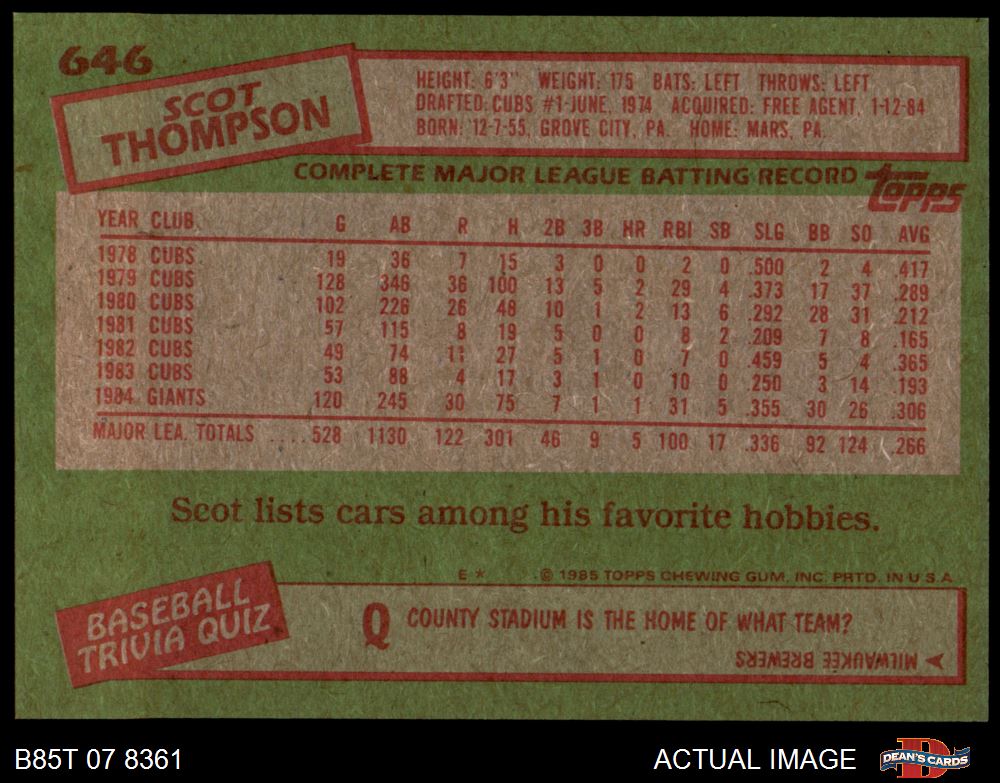 646
SCOT
THOMPSON
HEIGHT: 6'3" WEIGHT: 175 BATS: LEFT THROWS: LEFT
DRAFTED: CUBS #1-JUNE, 1974 ACQUIRED: FREE AGENT, 1-12-84
BORN: 12-7-55, GROVE CITY, PA. HOME: MARS, PA.
COMPLETE MAJOR LEAGUE BATTING RECORD
topps
YEAR CLUB G AB R H 2B 3B HR RBI SB SLG BB SO AVG
1978 CUBS 19 36 7 15 3 0 0 2 0 .500 2 4 .417
1979 CUBS 128 346 36 100 13 5 2 29 4 .373 17 37 .289
1980 CUBS 102 226 26 48 10 1 2 13 6 .292 28 31 .212
1981 CUBS 57 115 8 19 5 0 0 8 2 .209 7 8 .165
1982 CUBS 49 74 11 27 5 1 0 7 0 .459 5 4 .365
1983 CUBS 53 88 4 17 3 1 0 10 0 .250 3 14 .193
1984 GIANTS 120 245 30 75 7 1 1 31 5 .355 30 26 .306
MAJOR LEA. TOTALS .... 528 1130 122 301 46 9 5 100 17 .336 92 124 .266
Scot lists cars among his favorite hobbies.
E * © 1985 TOPPS CHEWING GUM, INC. PRTD. IN U.S.A.
BASEBALL
TRIVIA QUIZ
Q COUNTY STADIUM IS THE HOME OF WHAT TEAM?
MILWAUKEE BREWERS
B85T 07 8361
ACTUAL IMAGE
D
DEAN'S CARDS